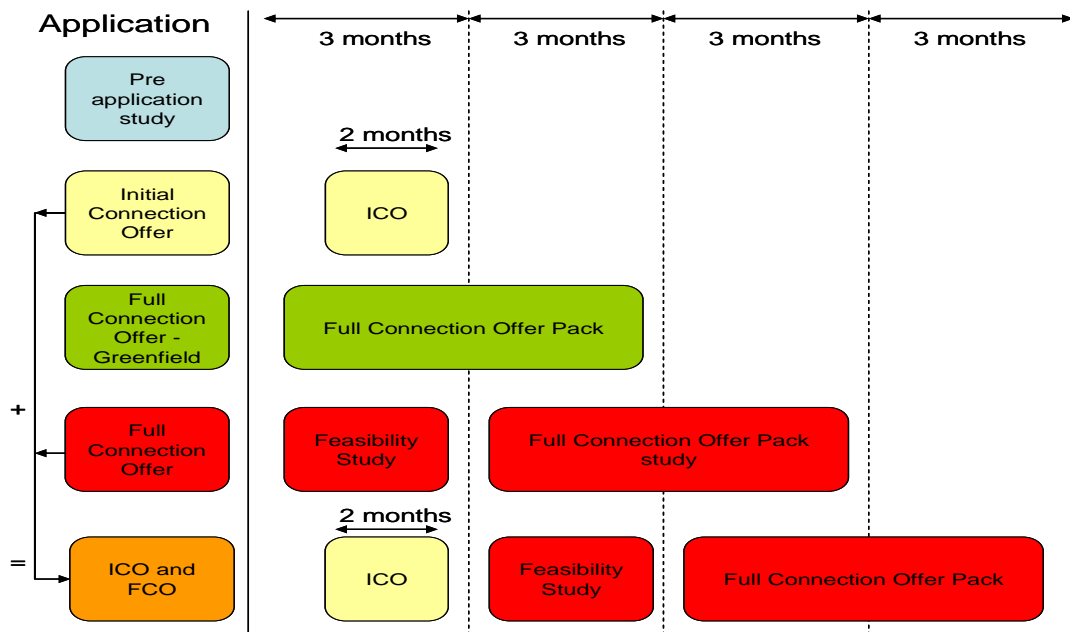 Application
3 months 3 months 3 months 3 months
Pre
application
study
2 months
Initial
Connection
Offer
ICO
Full
Connection
Offer -
Greenfield
Full Connection Offer Pack
+
Full
Connection
Offer
Feasibility
Study
Full Connection Offer Pack
study
2 months
=
ICO and
FCO
ICO
Feasibility
Study
Full Connection Offer Pack